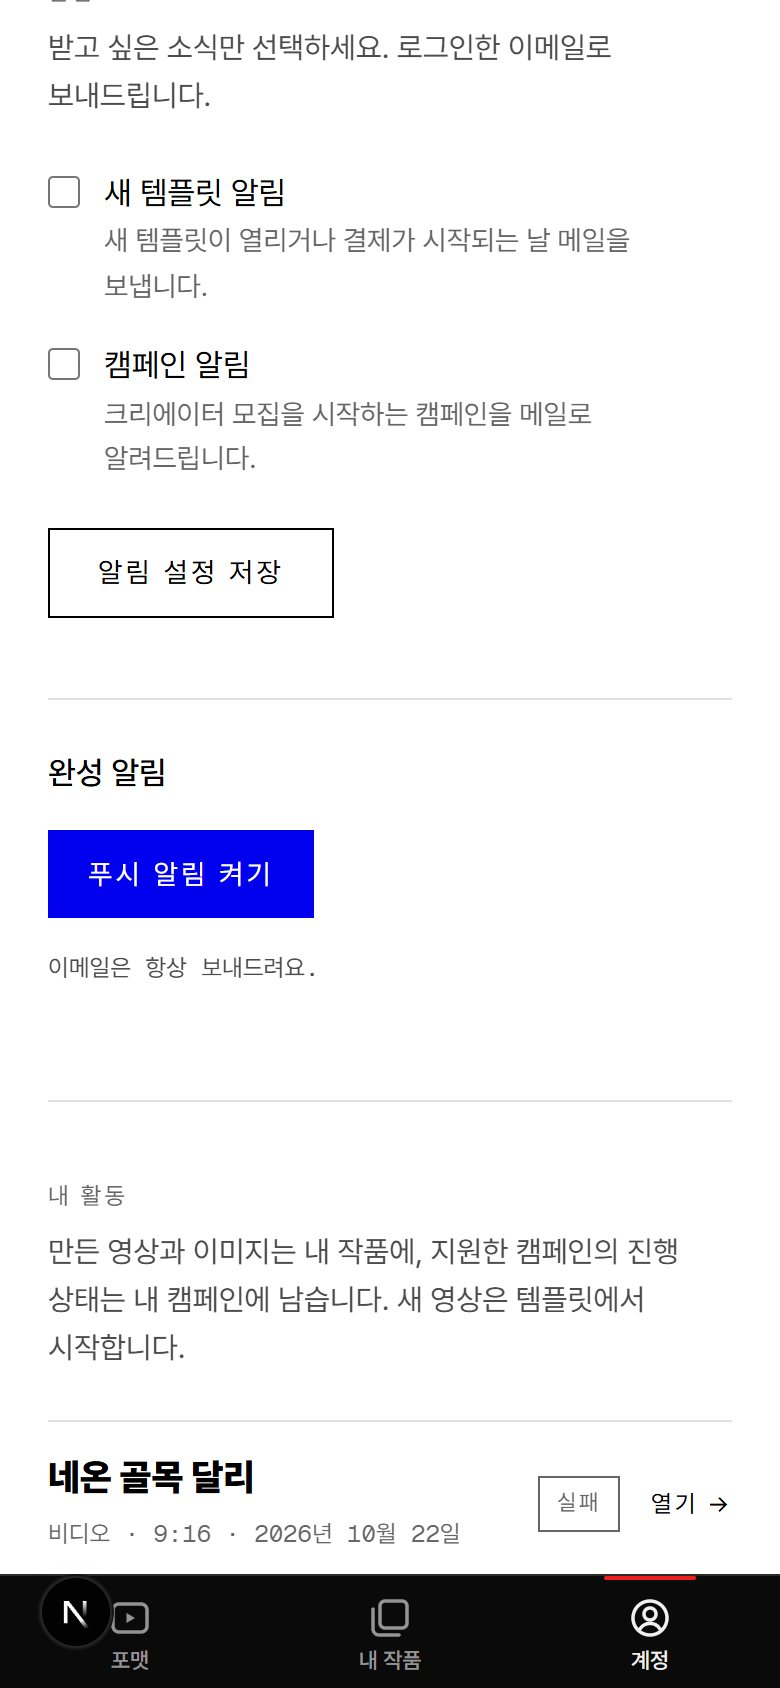 받고 싶은 소식만 선택하세요. 로그인한 이메일로
보내드립니다.
새 템플릿 알림
새 템플릿이 열리거나 결제가 시작되는 날 메일을
보냅니다.
캠페인 알림
크리에이터 모집을 시작하는 캠페인을 메일로
알려드립니다.
알림 설정 저장
완성 알림
푸시 알림 켜기
이메일은 항상 보내드려요.
내 활동
만든 영상과 이미지는 내 작품에, 지원한 캠페인의 진행
상태는 내 캠페인에 남습니다. 새 영상은 템플릿에서
시작합니다.
네온 골목 달리
실패
열기 →
비디오 · 9:16 · 2026년 10월 22일
N
포맷
내 작품
계정